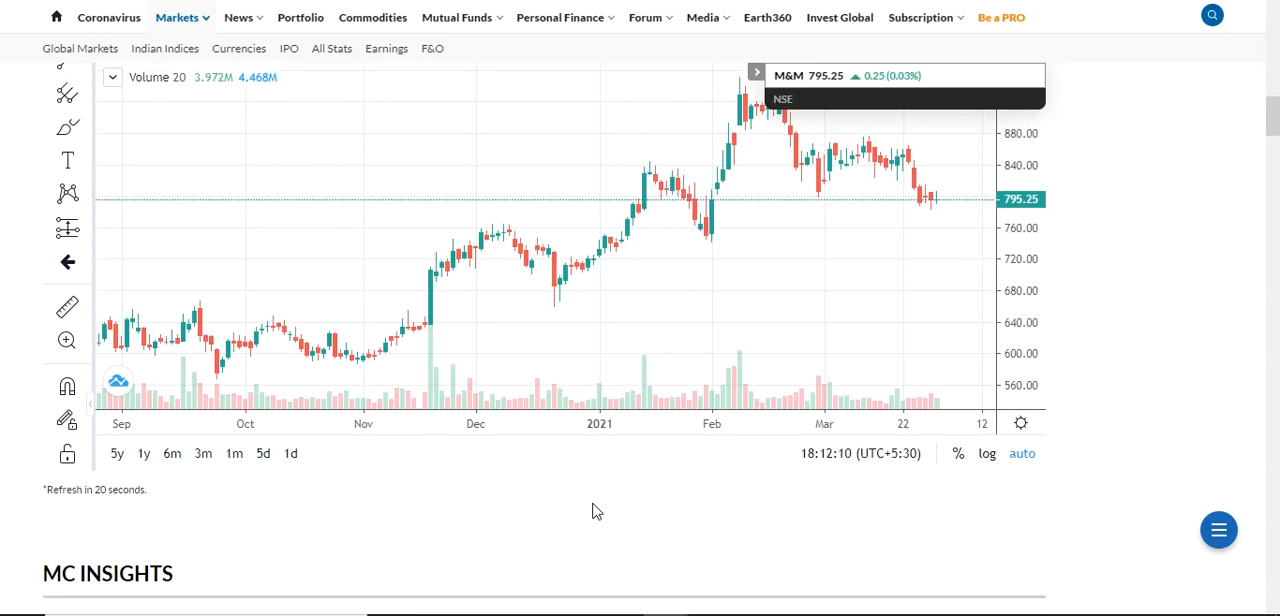 Coronavirus Markets News Portfolio Commodities Mutual Funds Personal Finance Forum Media Earth360 Invest Global Subscription Be a PRO
Global Markets Indian Indices Currencies IPO All Stats Earnings F&O
Volume 20 3.972M 4.468M
M&M 795.25 0.25 (0.03%)
NSE
880.00
840.00
795.25
760.00
720.00
680.00
640.00
600.00
560.00
Sep Oct Nov Dec 2021 Feb Mar 22 12
5y 1y 6m 3m 1m 5d 1d 18:12:10 (UTC+5:30) % log auto
*Refresh in 20 seconds.
MC INSIGHTS